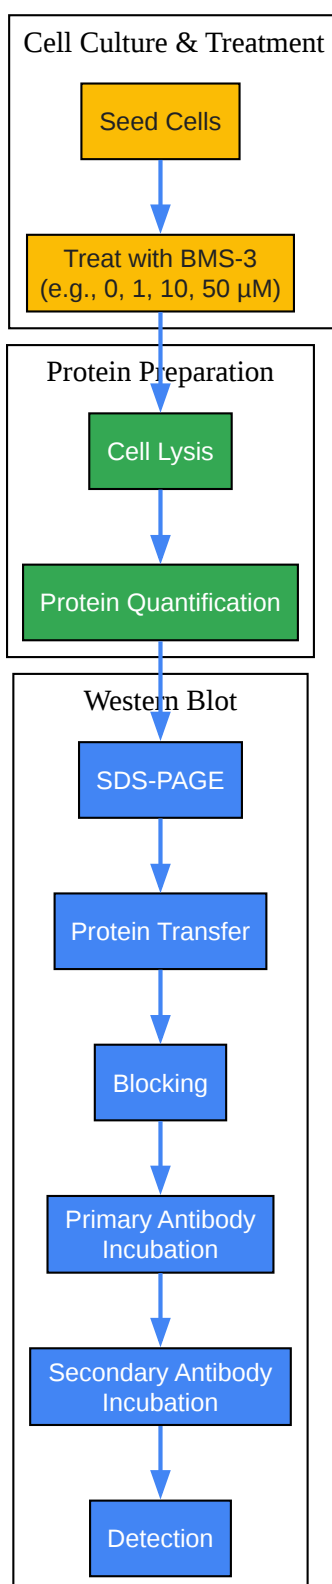 Cell Culture & Treatment
Seed Cells
Treat with BMS-3
(e.g., 0, 1, 10, 50 µM)
Protein Preparation
Cell Lysis
Protein Quantification
Western Blot
SDS-PAGE
Protein Transfer
Blocking
Primary Antibody
Incubation
Secondary Antibody
Incubation
Detection